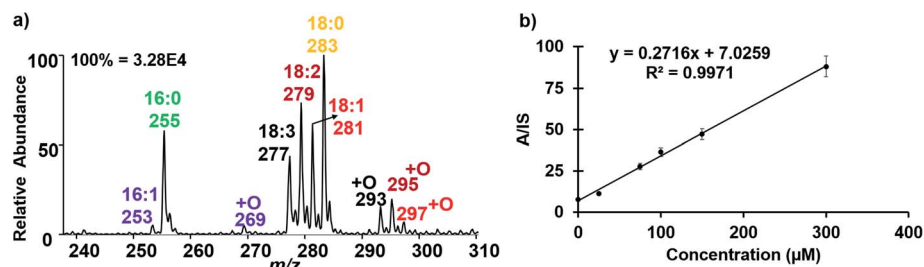 a)
100% = 3.28E4
Relative Abundance
100
50
0
16:1
253
16:0
255
+O
269
18:3
277
18:2
279
18:1
281
18:0
283
+O
293
+O
295
+O
297
240 250 260 270 280 290 300 310
m/z
b)
y = 0.2716x + 7.0259
R² = 0.9971
A/IS
100
75
50
25
0
0 100 200 300 400
Concentration (µM)